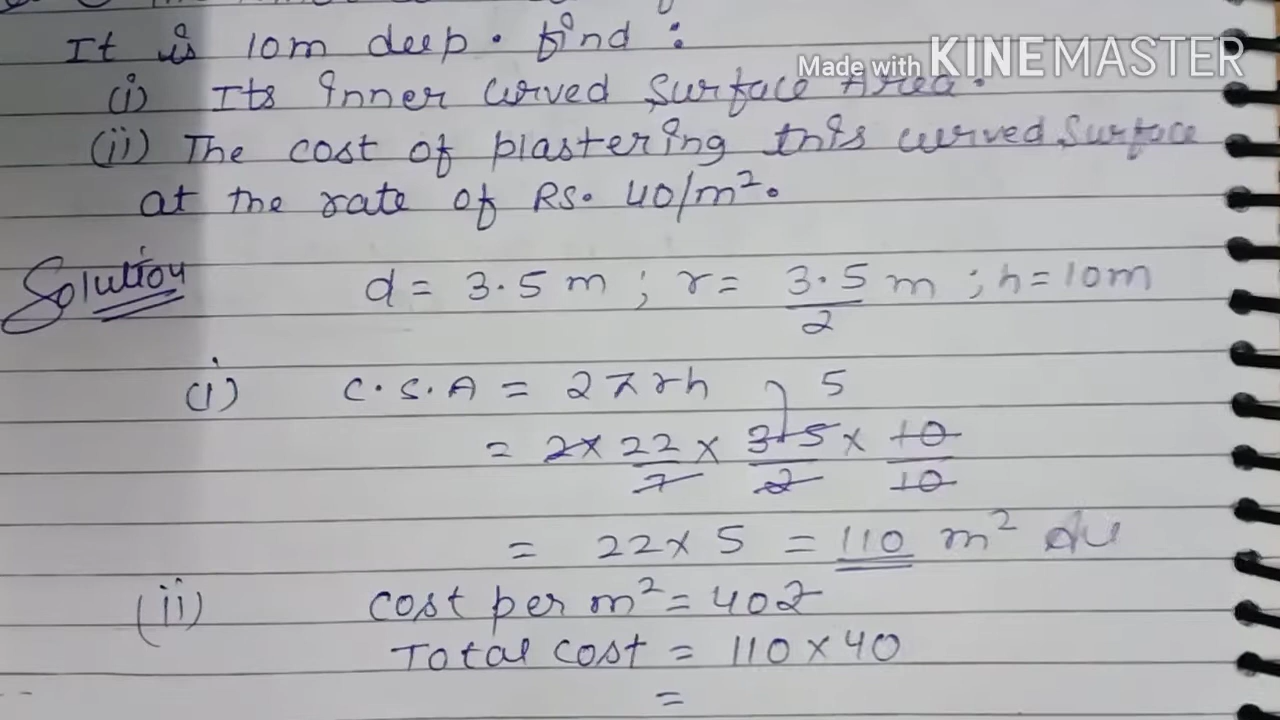 It is 10m deep. find :
Made with KINEMASTER
(i) Its inner curved surface Area.
(ii) The cost of plastering this curved surface
at the rate of RS. 40/m².
Solution
d = 3.5 m ; r = 3.5/2 m ; h = 10m
(i) C.S.A = 2πrh
5
= 2 × 22/7 × 3.5/2 × 10/10
= 22 × 5 = 110 m²
(ii) cost per m² = 40₹
Total cost = 110 × 40
=